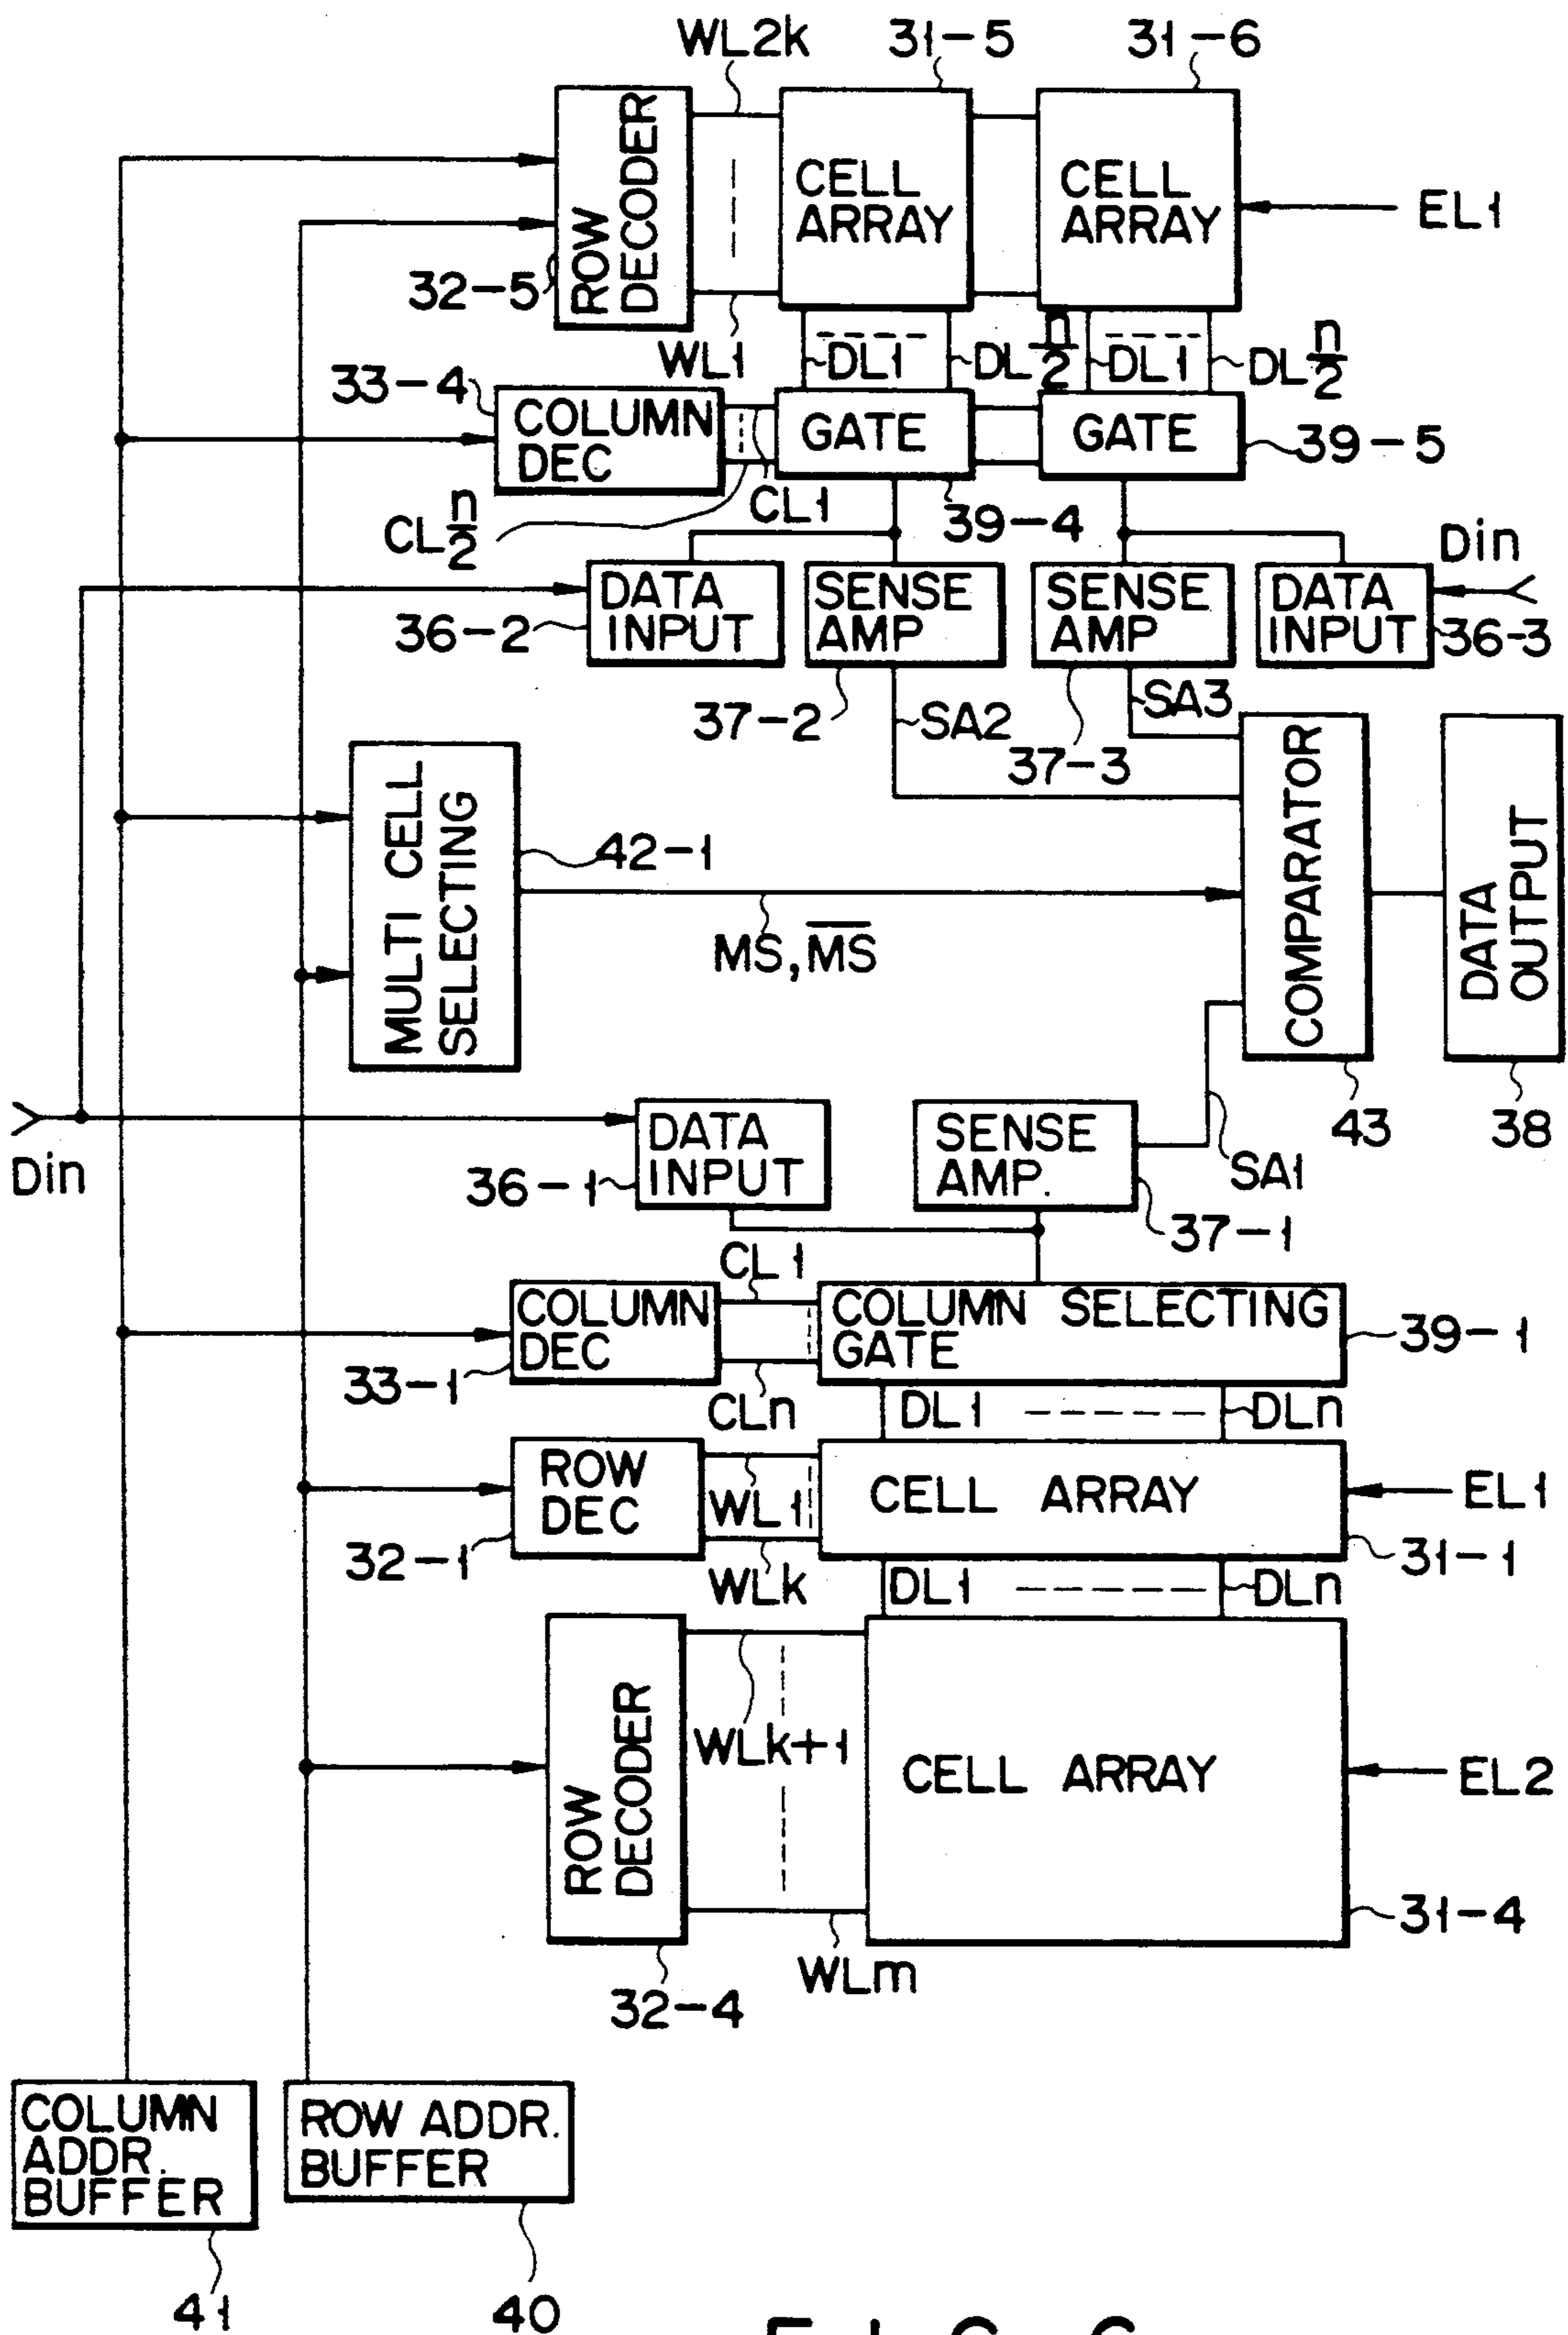 WL2k 31-5 31-6
ROW
DECODER
CELL
ARRAY
CELL
ARRAY
EL1
32-5
WL1 DL1 DL n/2 DL1 DL n/2
33-4
COLUMN
DEC
GATE
GATE
39-5
CL n/2
CL1
39-4
Din
DATA
INPUT
SENSE
AMP
SENSE
AMP
DATA
INPUT
36-2
36-3
37-2
SA2
37-3
SA3
MULTI CELL
SELECTING
42-1
MS, M̅S̅
COMPARATOR
DATA
OUTPUT
43
38
Din
DATA
INPUT
SENSE
AMP.
36-1
37-1
SA1
CL1
COLUMN
DEC
COLUMN SELECTING
GATE
39-1
33-1
CLn
DL1 DLn
ROW
DEC
WL1
CELL ARRAY
EL1
32-1
WLk
31-1
DL1 DLn
ROW
DECODER
WLk+1
CELL ARRAY
EL2
31-4
WLm
32-4
COLUMN
ADDR.
BUFFER
ROW ADDR.
BUFFER
41
40